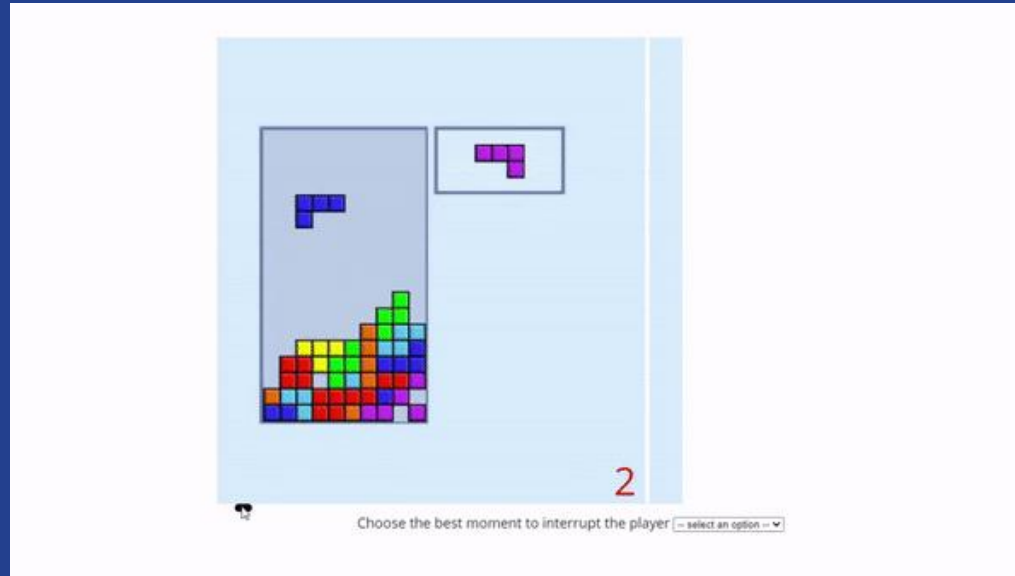 2
Choose the best moment to interrupt the player -- select an option --